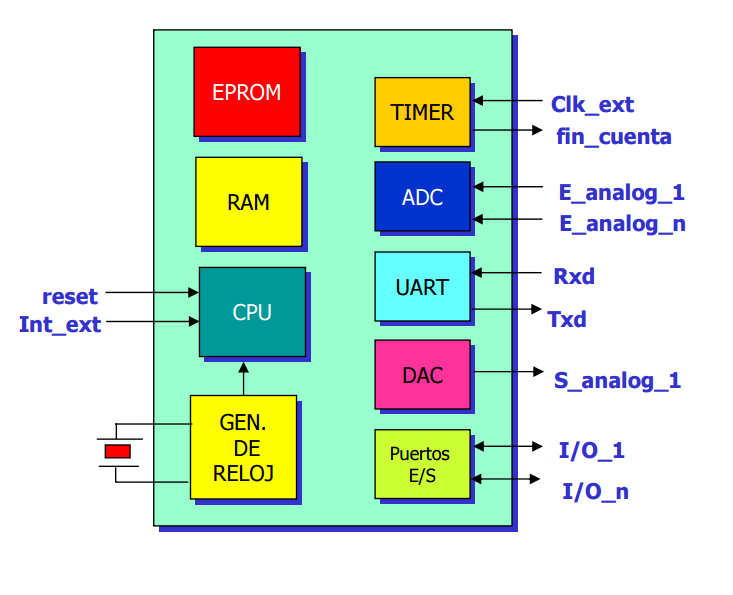 EPROM
TIMER
Clk_ext
fin_cuenta
RAM
ADC
E_analog_1
E_analog_n
reset
Int_ext
CPU
UART
Rxd
Txd
DAC
S_analog_1
GEN.
DE
RELOJ
Puertos
E/S
I/O_1
I/O_n